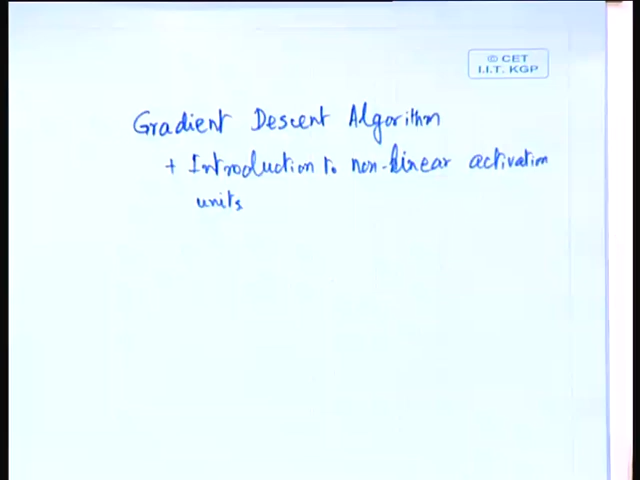 © CET
I.I.T. KGP
Gradient Descent Algorithm
+ Introduction to non-linear activation
units